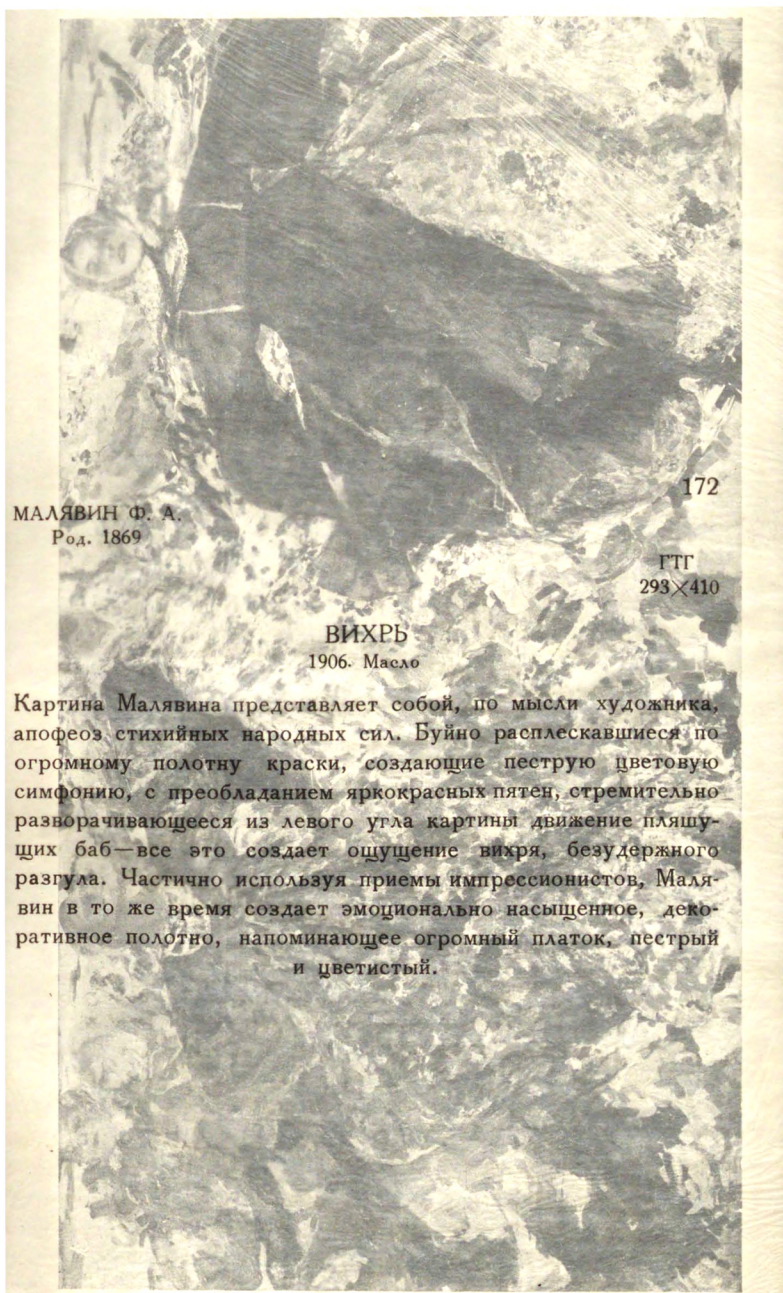 172
МАЛЯВИН Ф. А.
Род. 1869
ГТГ
293×410
ВИХРЬ
1906. Масло
Картина Малявина представляет собой, по мысли художника,
апофеоз стихийных народных сил. Буйно расплескавшиеся по
огромному полотну краски, создающие пеструю цветовую
симфонию, с преобладанием яркокрасных пятен, стремительно
разворачивающееся из левого угла картины движение пляшу-
щих баб—все это создает ощущение вихря, безудержного
разгула. Частично используя приемы импрессионистов, Маля-
вин в то же время создает эмоционально насыщенное, деко-
ративное полотно, напоминающее огромный платок, пестрый
и цветистый.